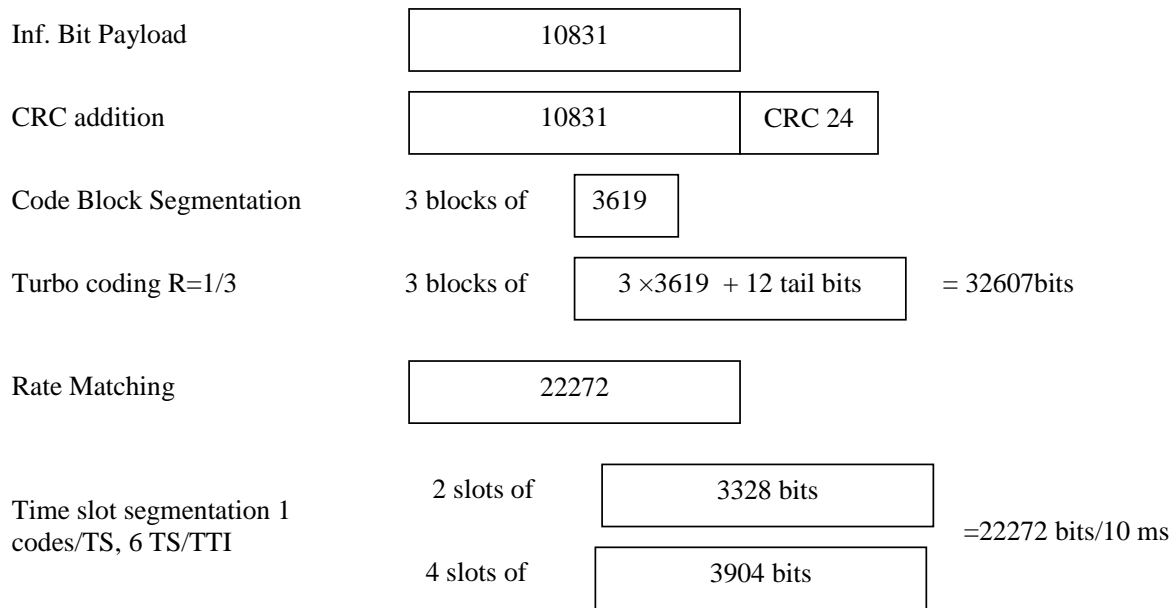 Inf. Bit Payload 10831
CRC addition 10831 CRC 24
Code Block Segmentation 3 blocks of 3619
Turbo coding R=1/3 3 blocks of 3 ×3619 + 12 tail bits = 32607bits
Rate Matching 22272
2 slots of 3328 bits
Time slot segmentation 1
codes/TS, 6 TS/TTI
=22272 bits/10 ms
4 slots of 3904 bits